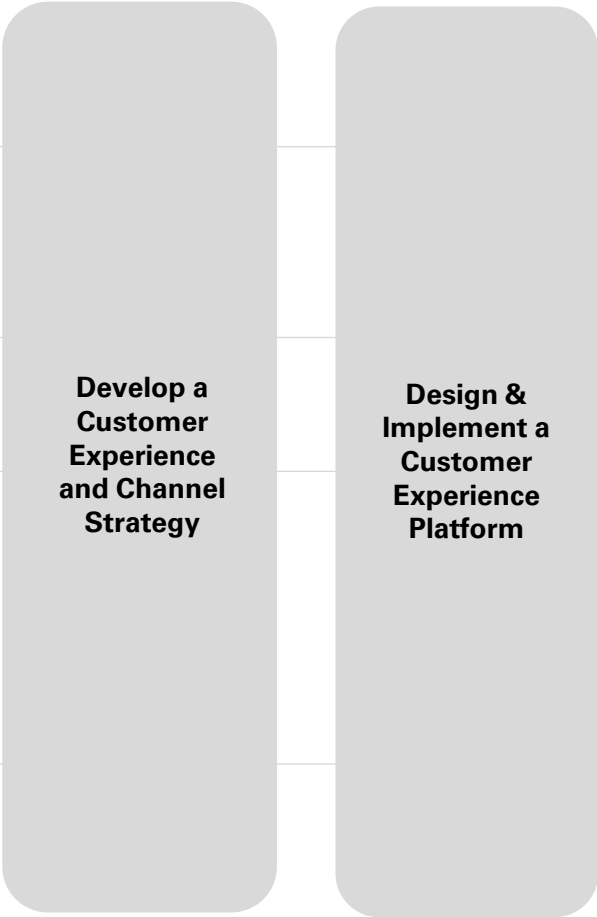 Develop a
Customer
Experience
and Channel
Strategy
Design &
Implement a
Customer
Experience
Platform